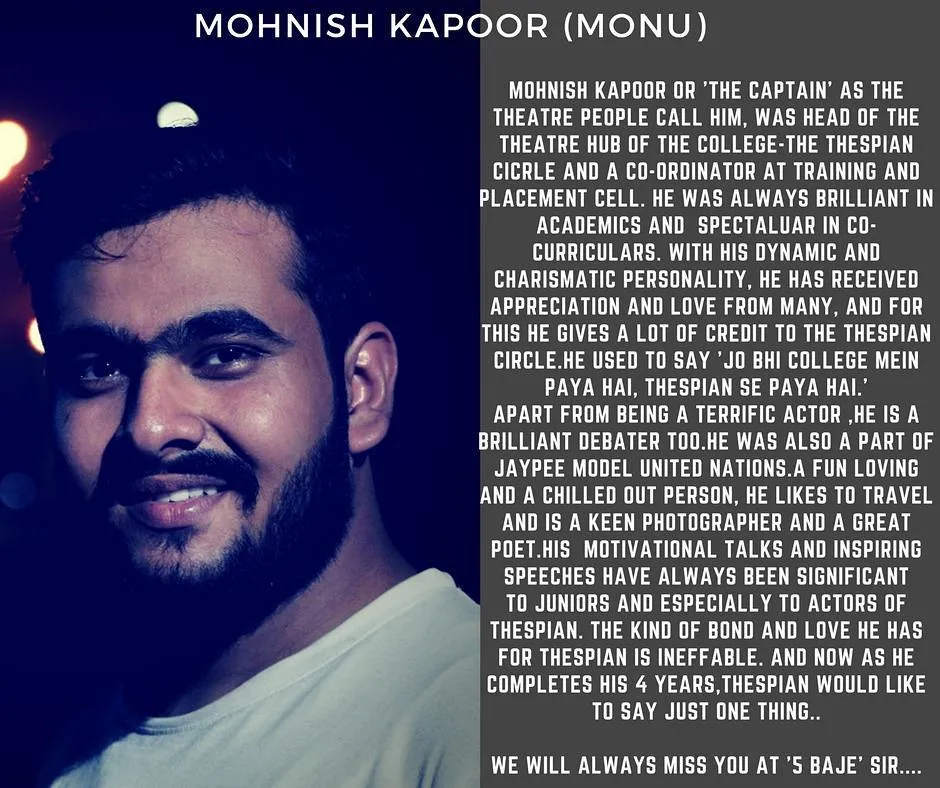 MOHNISH KAPOOR (MONU)
MOHNISH KAPOOR OR 'THE CAPTAIN' AS THE
THEATRE PEOPLE CALL HIM, WAS HEAD OF THE
THEATRE HUB OF THE COLLEGE-THE THESPIAN
CICRLE AND A CO-ORDINATOR AT TRAINING AND
PLACEMENT CELL. HE WAS ALWAYS BRILLIANT IN
ACADEMICS AND SPECTALUAR IN CO-
CURRICULARS. WITH HIS DYNAMIC AND
CHARISMATIC PERSONALITY, HE HAS RECEIVED
APPRECIATION AND LOVE FROM MANY, AND FOR
THIS HE GIVES A LOT OF CREDIT TO THE THESPIAN
CIRCLE.HE USED TO SAY 'JO BHI COLLEGE MEIN
PAYA HAI, THESPIAN SE PAYA HAI.'
APART FROM BEING A TERRIFIC ACTOR ,HE IS A
BRILLIANT DEBATER TOO.HE WAS ALSO A PART OF
JAYPEE MODEL UNITED NATIONS.A FUN LOVING
AND A CHILLED OUT PERSON, HE LIKES TO TRAVEL
AND IS A KEEN PHOTOGRAPHER AND A GREAT
POET.HIS MOTIVATIONAL TALKS AND INSPIRING
SPEECHES HAVE ALWAYS BEEN SIGNIFICANT
TO JUNIORS AND ESPECIALLY TO ACTORS OF
THESPIAN. THE KIND OF BOND AND LOVE HE HAS
FOR THESPIAN IS INEFFABLE. AND NOW AS HE
COMPLETES HIS 4 YEARS,THESPIAN WOULD LIKE
TO SAY JUST ONE THING..
WE WILL ALWAYS MISS YOU AT '5 BAJE' SIR....